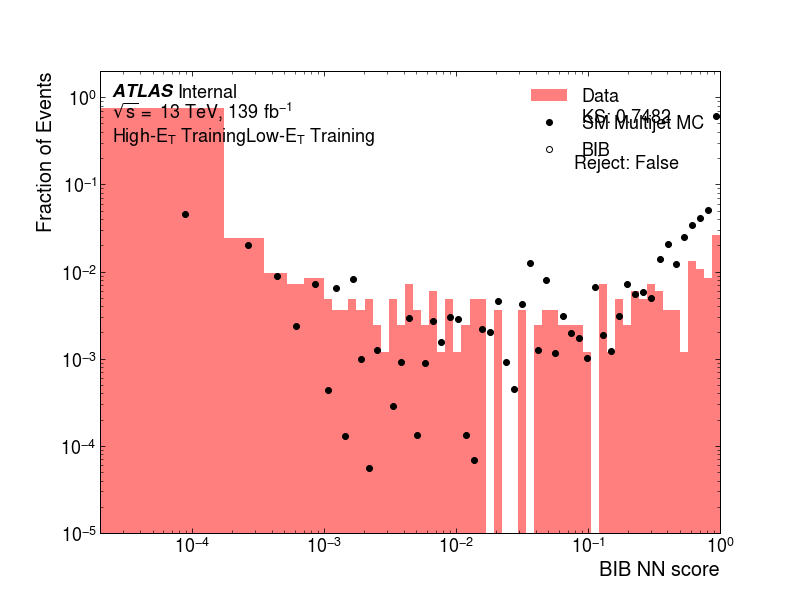 ATLAS Internal
√s = 13 TeV, 139 fb⁻¹
High-E_T TrainingLow-E_T Training
Data
KS: 0.7482
SM Multijet MC
BIB
Reject: False
Fraction of Events
10⁰
10⁻¹
10⁻²
10⁻³
10⁻⁴
10⁻⁵
10⁻⁴ 10⁻³ 10⁻² 10⁻¹ 10⁰
BIB NN score